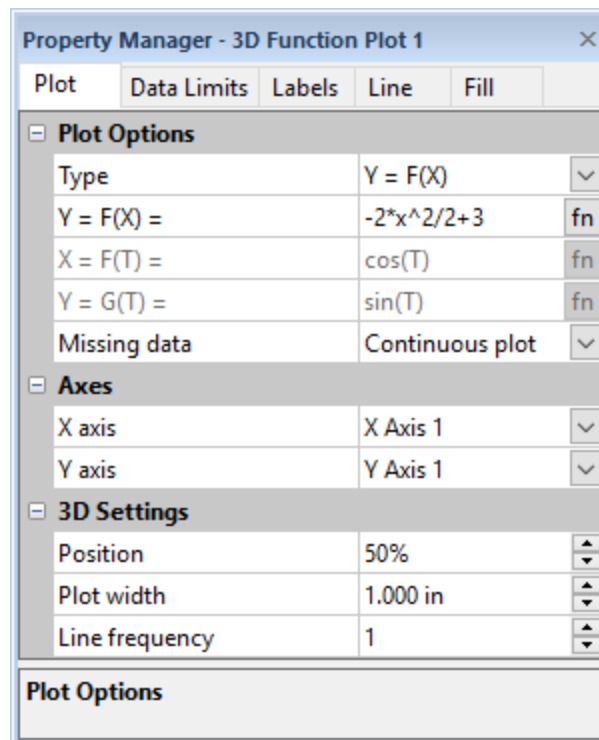 Property Manager - 3D Function Plot 1
Plot Data Limits Labels Line Fill
Plot Options
Type Y = F(X)
Y = F(X) = -2*x^2/2+3 fn
X = F(T) = cos(T) fn
Y = G(T) = sin(T) fn
Missing data Continuous plot
Axes
X axis X Axis 1
Y axis Y Axis 1
3D Settings
Position 50%
Plot width 1.000 in
Line frequency 1
Plot Options